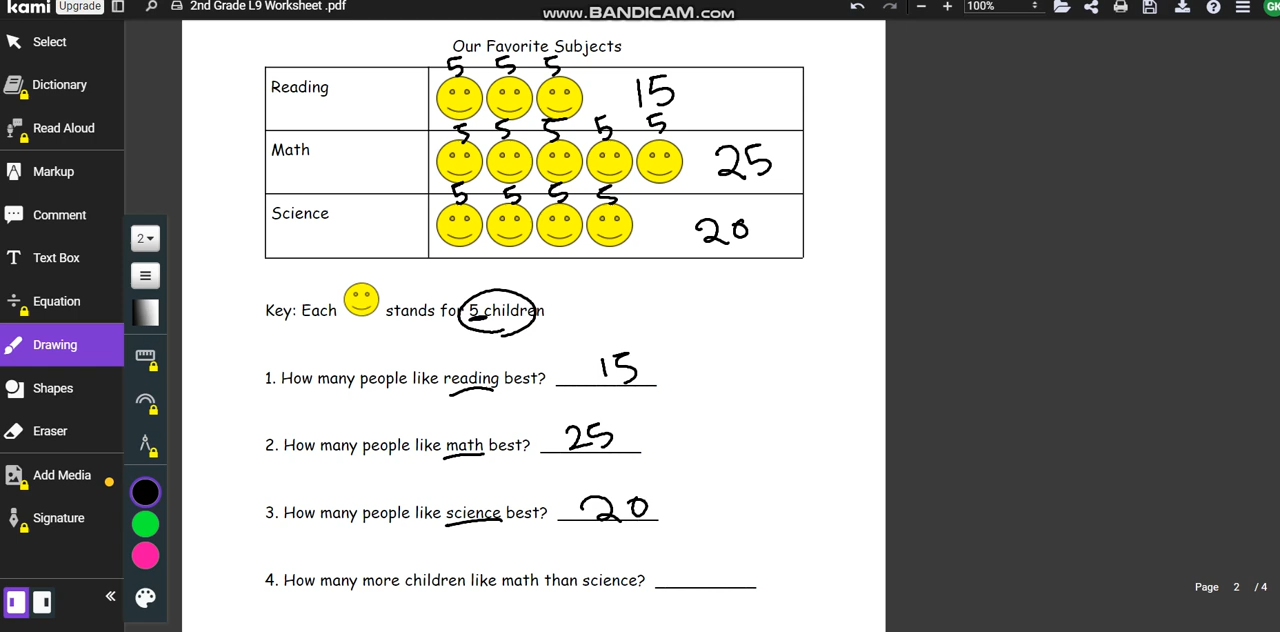 kami Upgrade 2nd Grade L9 Worksheet .pdf www.BANDICAM.com 100% GK
Select
Dictionary
Read Aloud
Markup
Comment
Text Box
Equation
Drawing
Shapes
Eraser
Add Media
Signature
2
Our Favorite Subjects
5 5 5
Reading 15
5 5 5 5 5
Math 25
5 5 5 5
Science 20
Key: Each stands for 5 children
1. How many people like reading best? 15
2. How many people like math best? 25
3. How many people like science best? 20
4. How many more children like math than science? ___________
Page 2 / 4